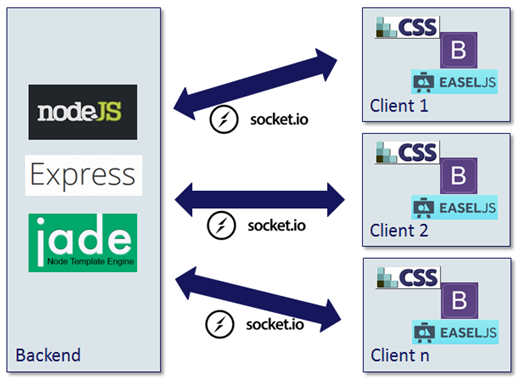 nodeJS
Express
jade
Node Template Engine
Backend
socket.io
socket.io
socket.io
CSS
B
EASELJS
Client 1
CSS
B
EASELJS
Client 2
CSS
B
EASELJS
Client n